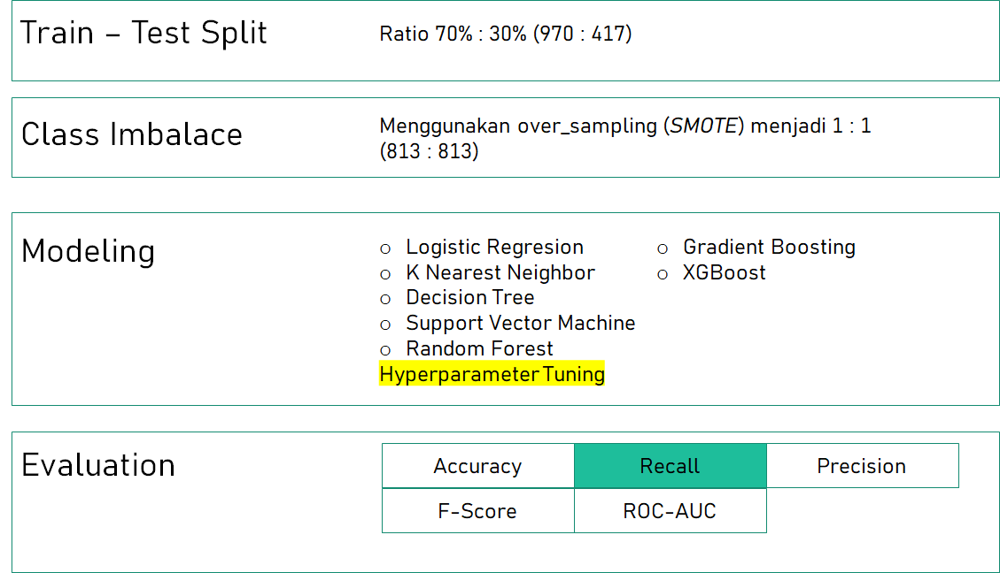 Train – Test Split
Ratio 70% : 30% (970 : 417)
Class Imbalace
Menggunakan over_sampling (SMOTE) menjadi 1 : 1
(813 : 813)
Modeling
o Logistic Regresion
o K Nearest Neighbor
o Decision Tree
o Support Vector Machine
o Random Forest
Hyperparameter Tuning
o Gradient Boosting
o XGBoost
Evaluation
Accuracy Recall Precision
F-Score ROC-AUC